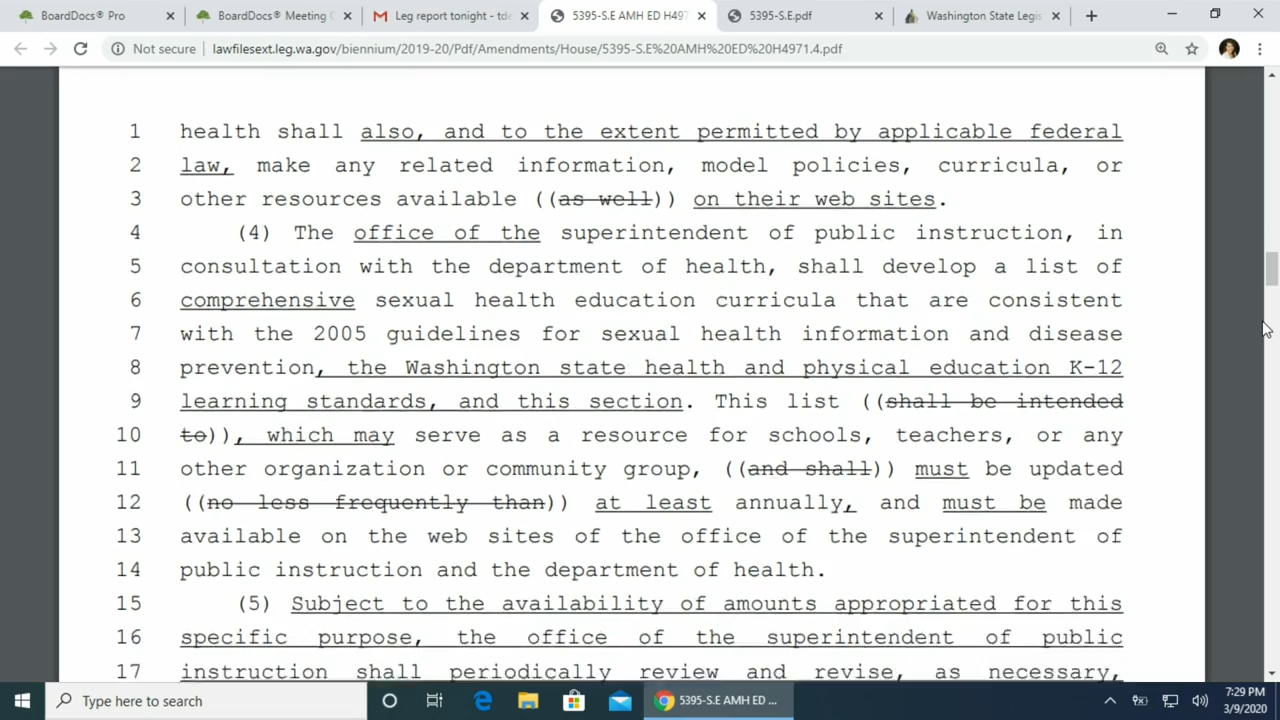 BoardDocs® Pro
BoardDocs® Meeting
Leg report tonight - tde
5395-S.E AMH ED H497
5395-S.E.pdf
Washington State Legis
Not secure
lawfilesext.leg.wa.gov/biennium/2019-20/Pdf/Amendments/House/5395-S.E%20AMH%20ED%20H4971.4.pdf
1 health shall also, and to the extent permitted by applicable federal
2 law, make any related information, model policies, curricula, or
3 other resources available ((as well)) on their web sites.
4 (4) The office of the superintendent of public instruction, in
5 consultation with the department of health, shall develop a list of
6 comprehensive sexual health education curricula that are consistent
7 with the 2005 guidelines for sexual health information and disease
8 prevention, the Washington state health and physical education K-12
9 learning standards, and this section. This list ((shall be intended
10 to)), which may serve as a resource for schools, teachers, or any
11 other organization or community group, ((and shall)) must be updated
12 ((no less frequently than)) at least annually, and must be made
13 available on the web sites of the office of the superintendent of
14 public instruction and the department of health.
15 (5) Subject to the availability of amounts appropriated for this
16 specific purpose, the office of the superintendent of public
17 instruction shall periodically review and revise, as necessary,
Type here to search
5395-S.E AMH ED ...
7:29 PM
3/9/2020